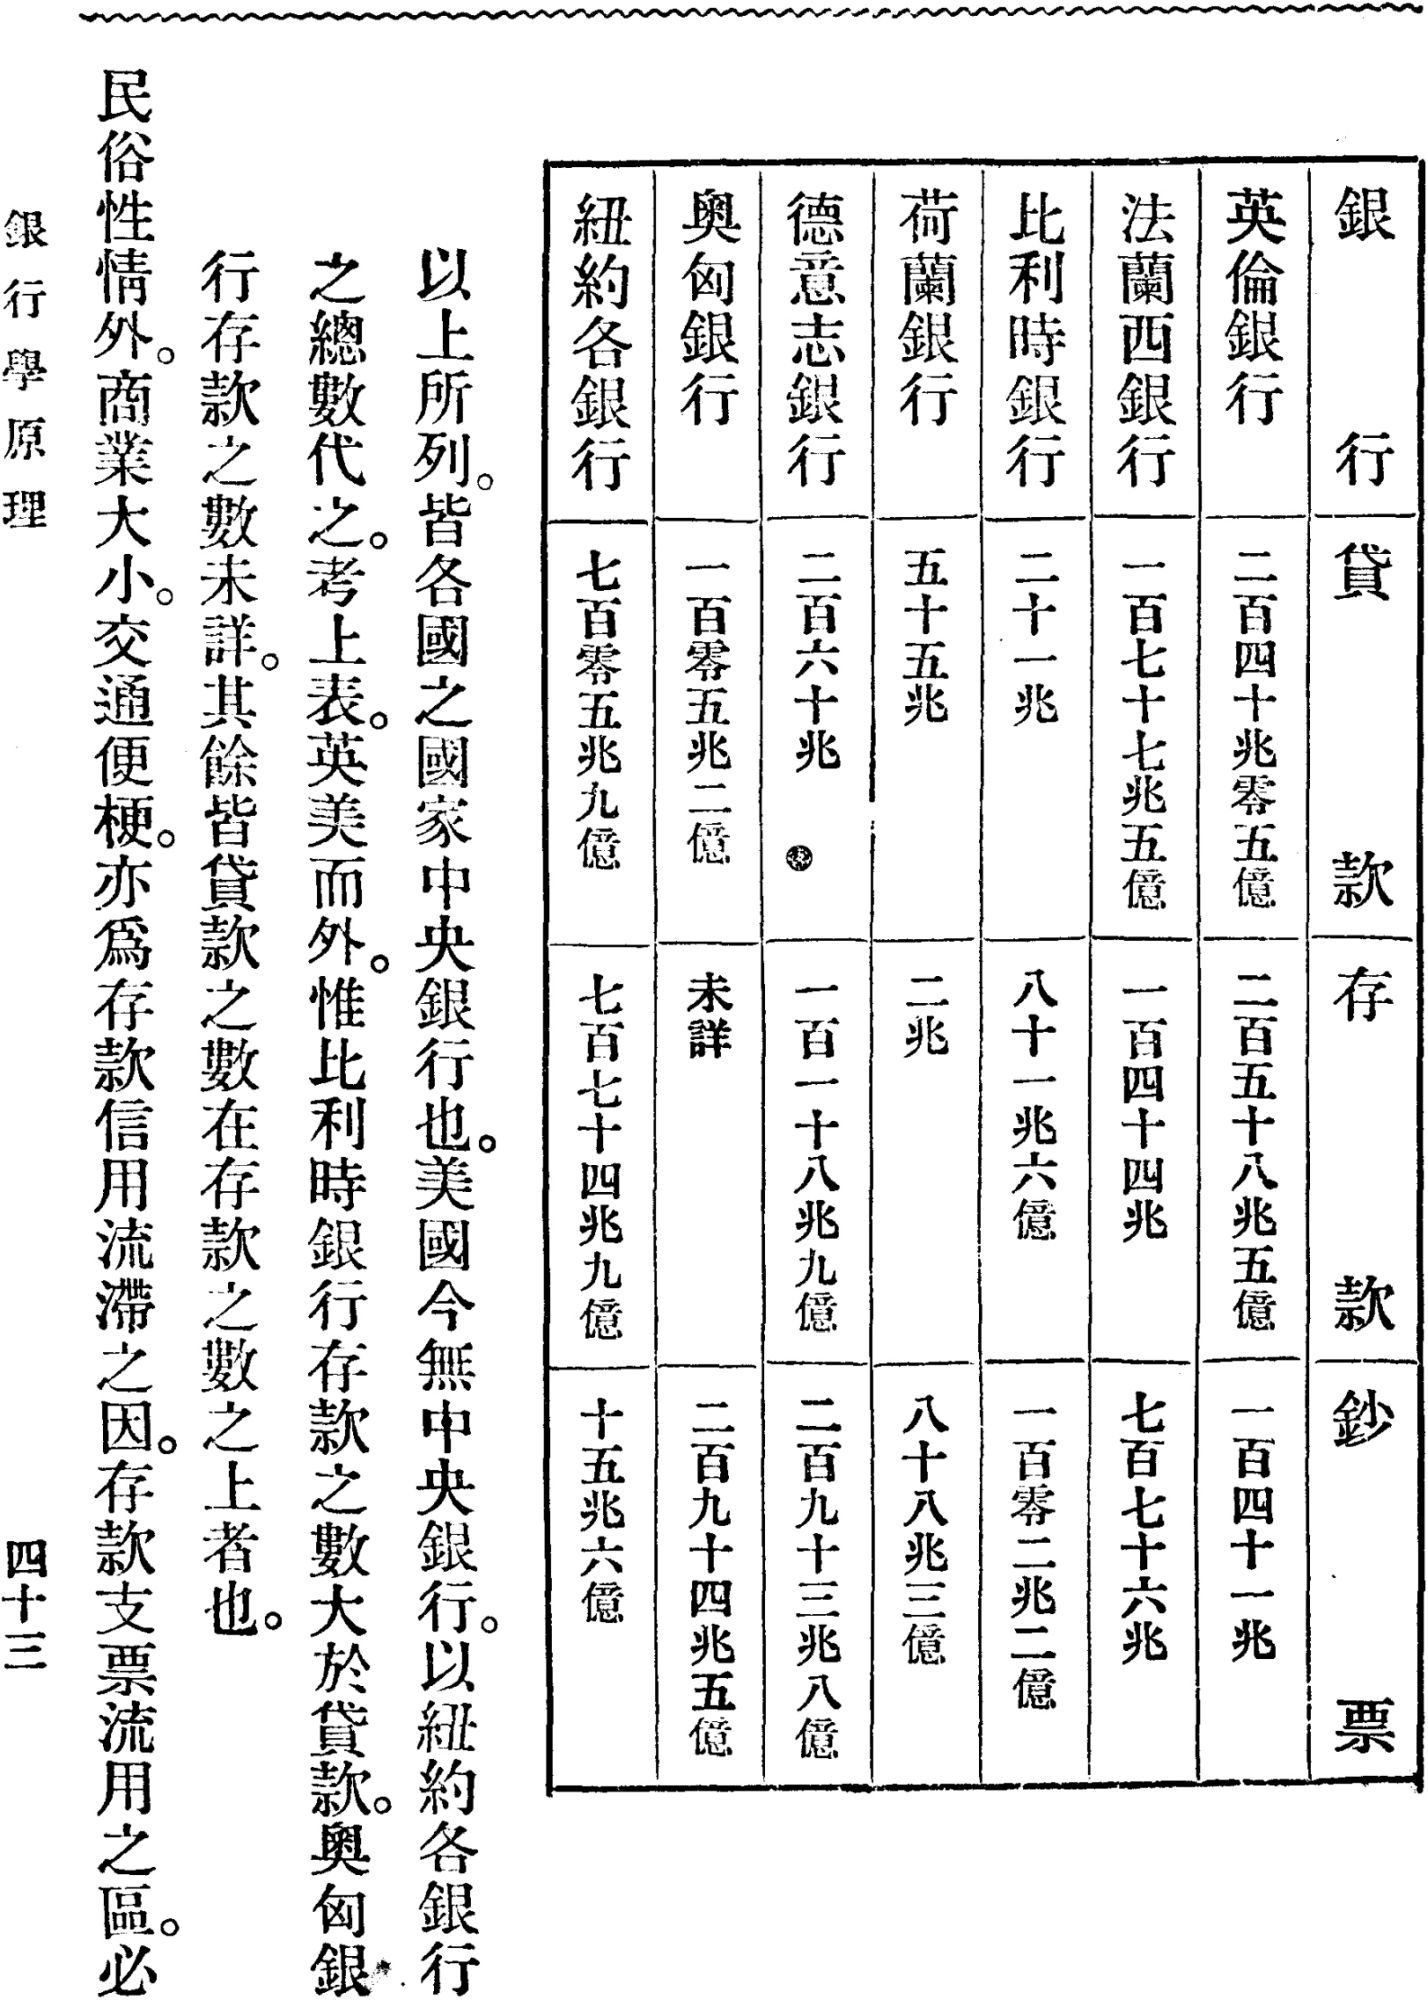 銀行 貸款 存款 鈔票
英倫銀行 二百四十兆零五億 二百五十八兆五億 一百四十一兆
法蘭西銀行 一百七十七兆五億 一百四十四兆 七百七十六兆
比利時銀行 二十一兆 八十一兆六億 一百零二兆二億
荷蘭銀行 五十五兆 二兆 八十八兆三億
德意志銀行 二百六十兆 一百一十八兆九億 二百九十三兆八億
奧匈銀行 一百零五兆二億 未詳 二百九十四兆五億
紐約各銀行 七百零五兆九億 七百七十四兆九億 十五兆六億
以上所列。皆各國之國家中央銀行也。美國今無中央銀行。以紐約各銀行
之總數代之。考上表。英美而外。惟比利時銀行存款之數大於貸款。奧匈銀
行存款之數未詳。其餘皆貸款之數在存款之數之上者也。
民俗性情外。商業大小。交通便梗。亦爲存款信用流滯之因。存款支票流用之區。必
銀行學原理 四十三